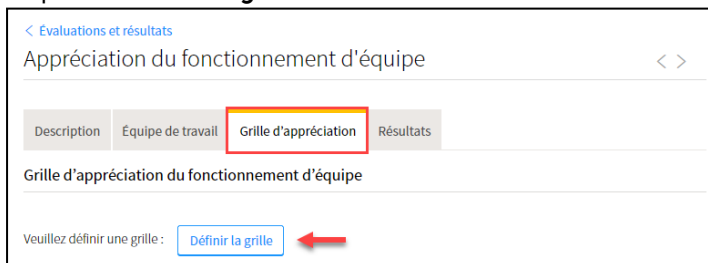 < Évaluations et résultats
Appréciation du fonctionnement d'équipe
Description Équipe de travail Grille d'appréciation Résultats
Grille d'appréciation du fonctionnement d'équipe
Veuillez définir une grille : Définir la grille